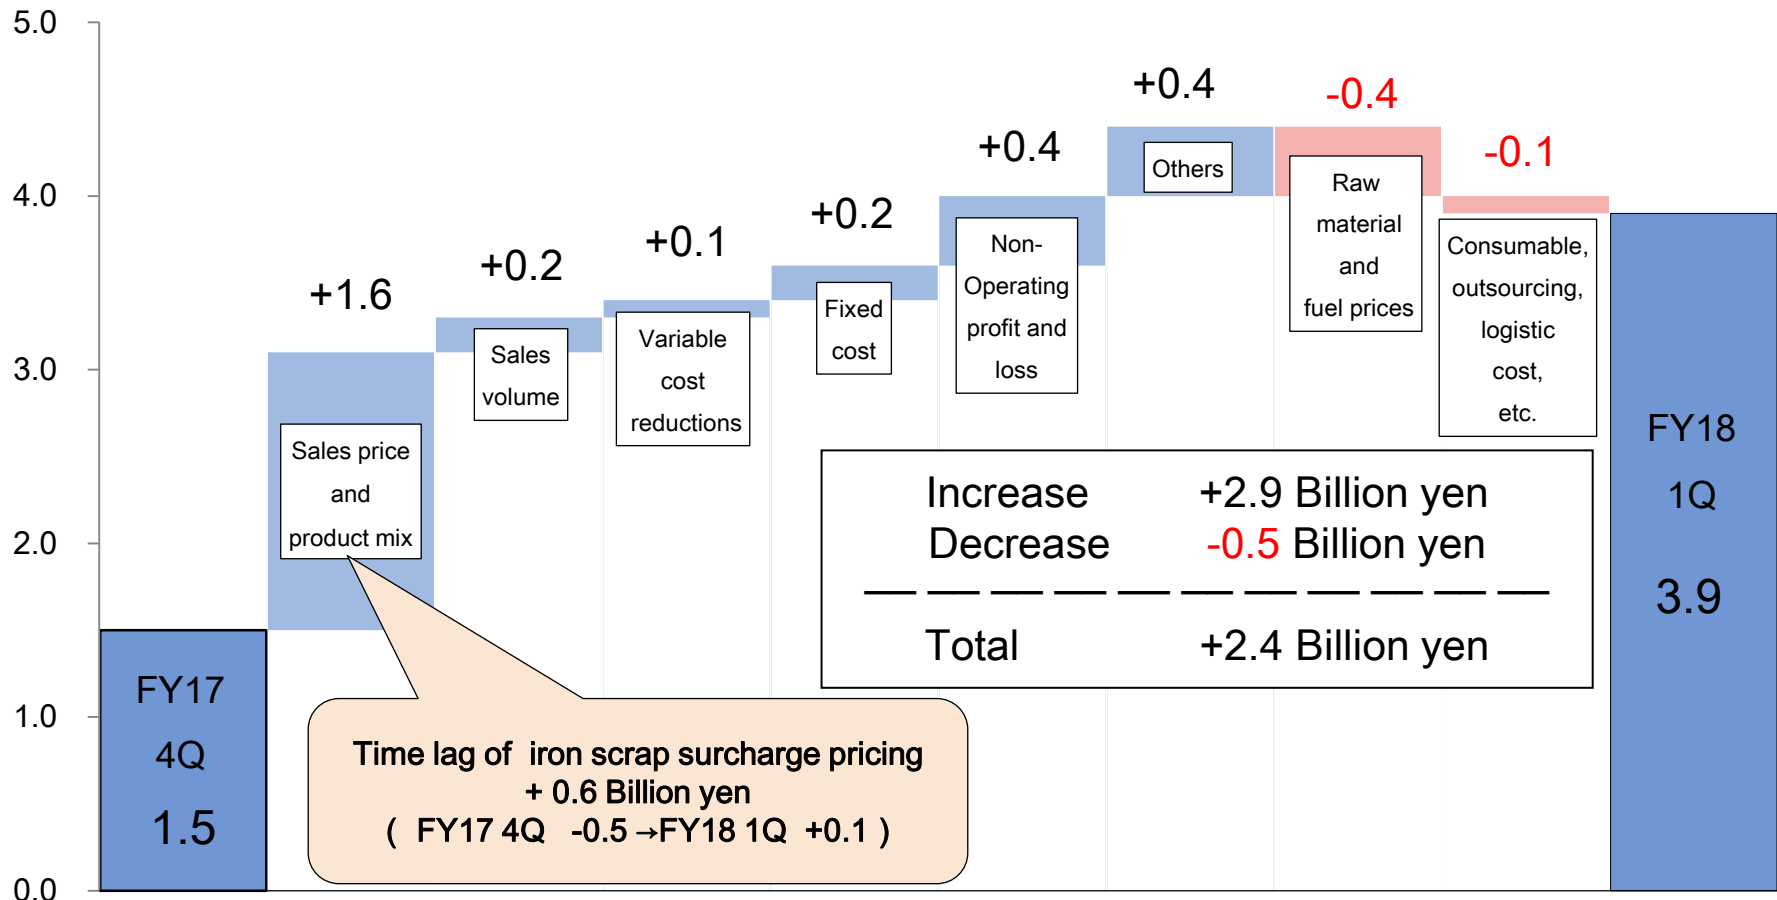 5.0
4.0
3.0
2.0
1.0
0.0
FY17
4Q
1.5
+1.6
Sales price
and
product mix
+0.2
Sales
volume
+0.1
Variable
cost
reductions
+0.2
Fixed
cost
+0.4
Non-
Operating
profit and
loss
+0.4
Others
-0.4
Raw
material
and
fuel prices
-0.1
Consumable,
outsourcing,
logistic
cost,
etc.
FY18
1Q
3.9
Increase +2.9 Billion yen
Decrease -0.5 Billion yen
Total +2.4 Billion yen
Time lag of iron scrap surcharge pricing
+ 0.6 Billion yen
( FY17 4Q -0.5 →FY18 1Q +0.1 )